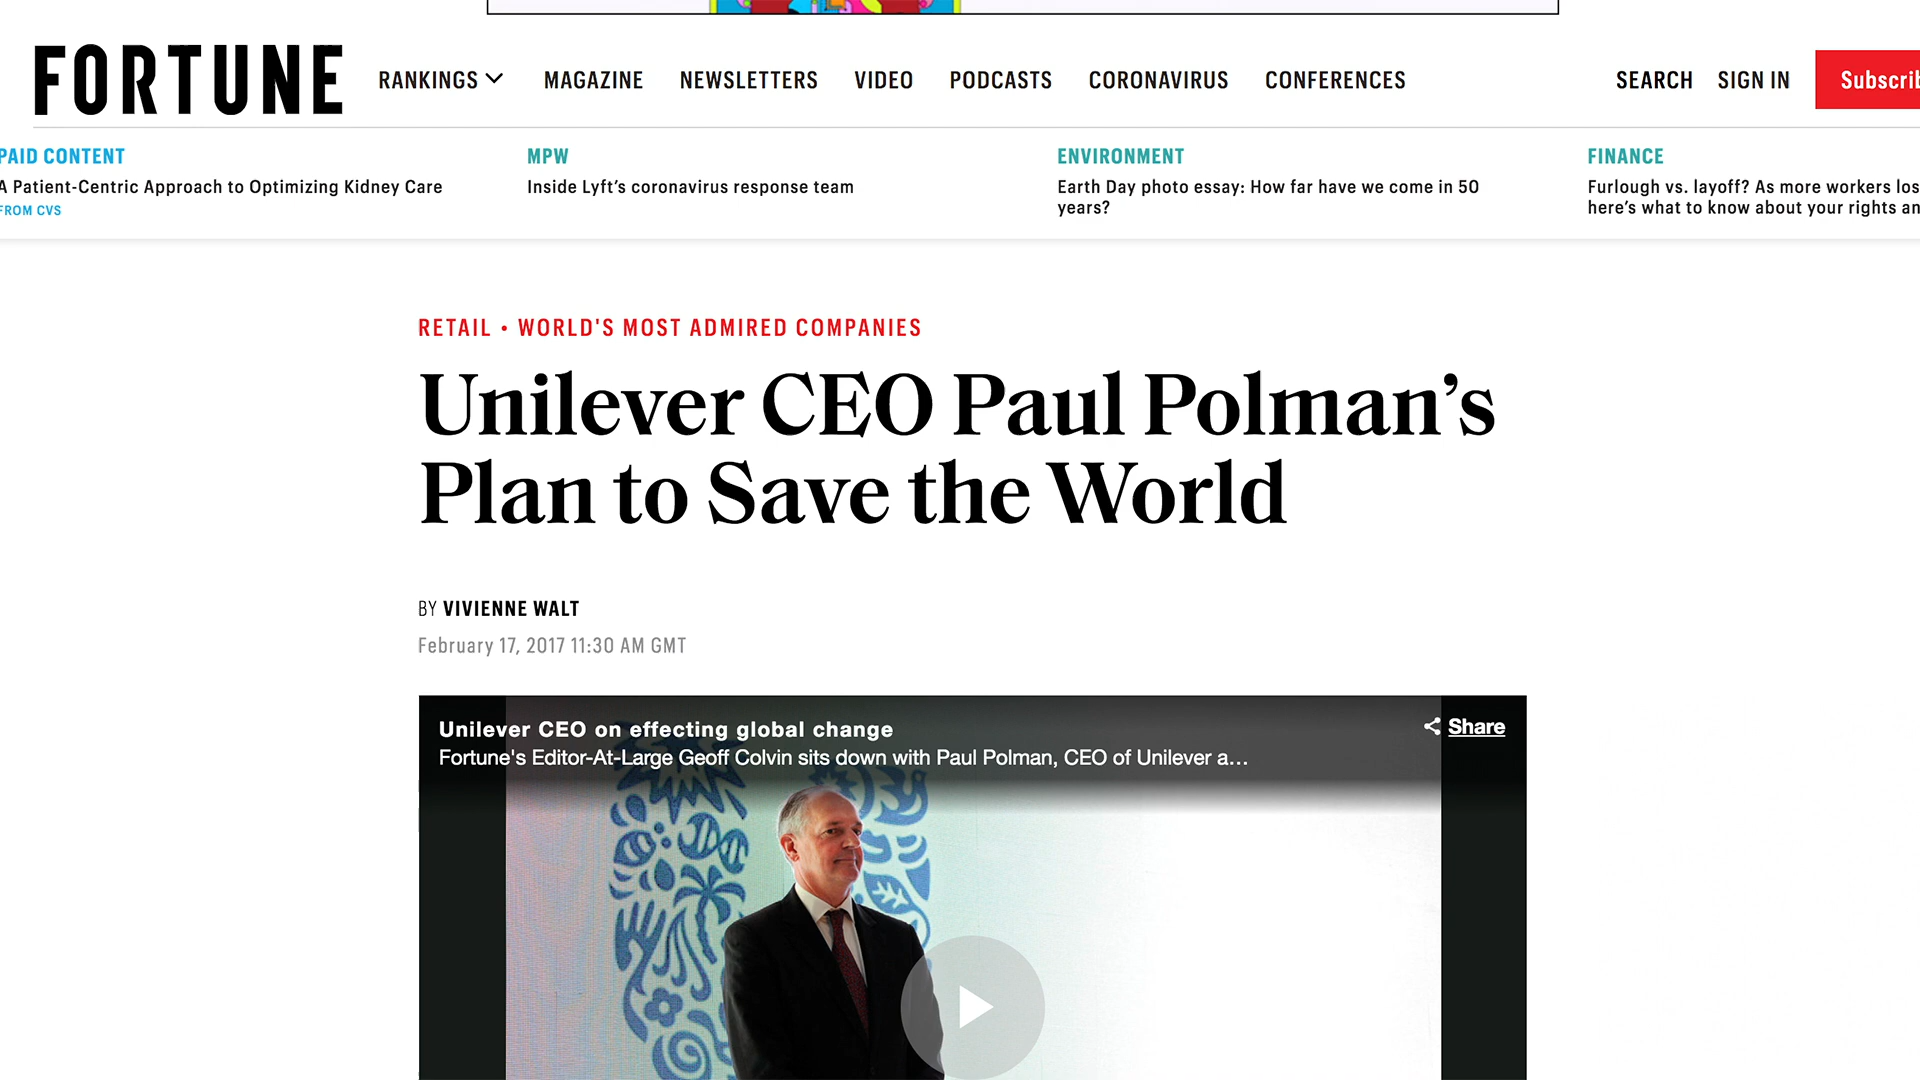 FORTUNE
RANKINGS
MAGAZINE
NEWSLETTERS
VIDEO
PODCASTS
CORONAVIRUS
CONFERENCES
SEARCH
SIGN IN
Subscrib
PAID CONTENT
A Patient-Centric Approach to Optimizing Kidney Care
FROM CVS
MPW
Inside Lyft's coronavirus response team
ENVIRONMENT
Earth Day photo essay: How far have we come in 50
years?
FINANCE
Furlough vs. layoff? As more workers los
here's what to know about your rights an
RETAIL • WORLD'S MOST ADMIRED COMPANIES
Unilever CEO Paul Polman’s
Plan to Save the World
BY VIVIENNE WALT
February 17, 2017 11:30 AM GMT
Unilever CEO on effecting global change
Share
Fortune's Editor-At-Large Geoff Colvin sits down with Paul Polman, CEO of Unilever a...